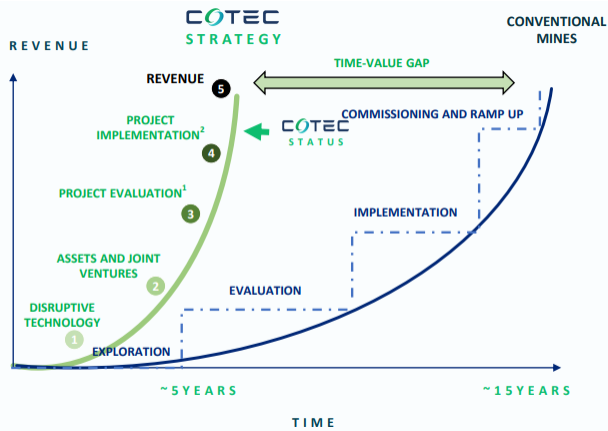 COTEC
STRATEGY
CONVENTIONAL
MINES
REVENUE
TIME-VALUE GAP
REVENUE
5
COMMISSIONING AND RAMP UP
PROJECT
IMPLEMENTATION²
COTEC
STATUS
4
PROJECT EVALUATION¹
3
IMPLEMENTATION
ASSETS AND JOINT
VENTURES
2
EVALUATION
DISRUPTIVE
TECHNOLOGY
1
EXPLORATION
~5YEARS
~15YEARS
TIME